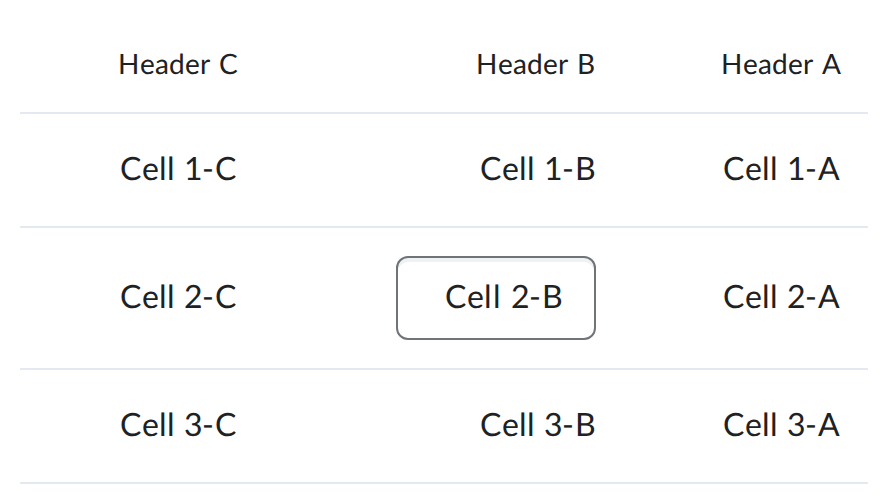 Header C Header B Header A
Cell 1-C Cell 1-B Cell 1-A
Cell 2-C Cell 2-B Cell 2-A
Cell 3-C Cell 3-B Cell 3-A